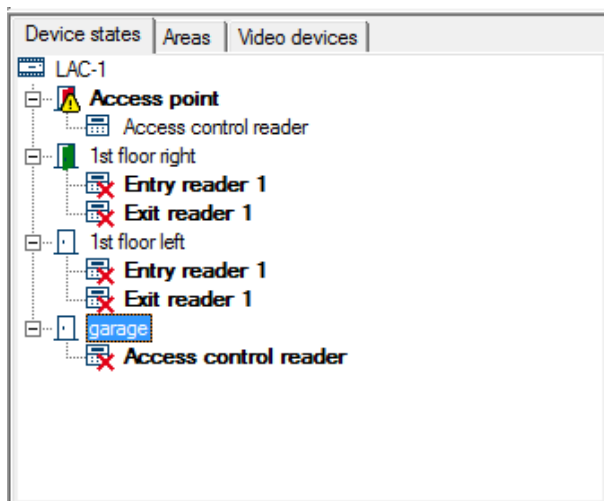 Device states Areas Video devices
LAC-1
Access point
Access control reader
1st floor right
Entry reader 1
Exit reader 1
1st floor left
Entry reader 1
Exit reader 1
garage
Access control reader